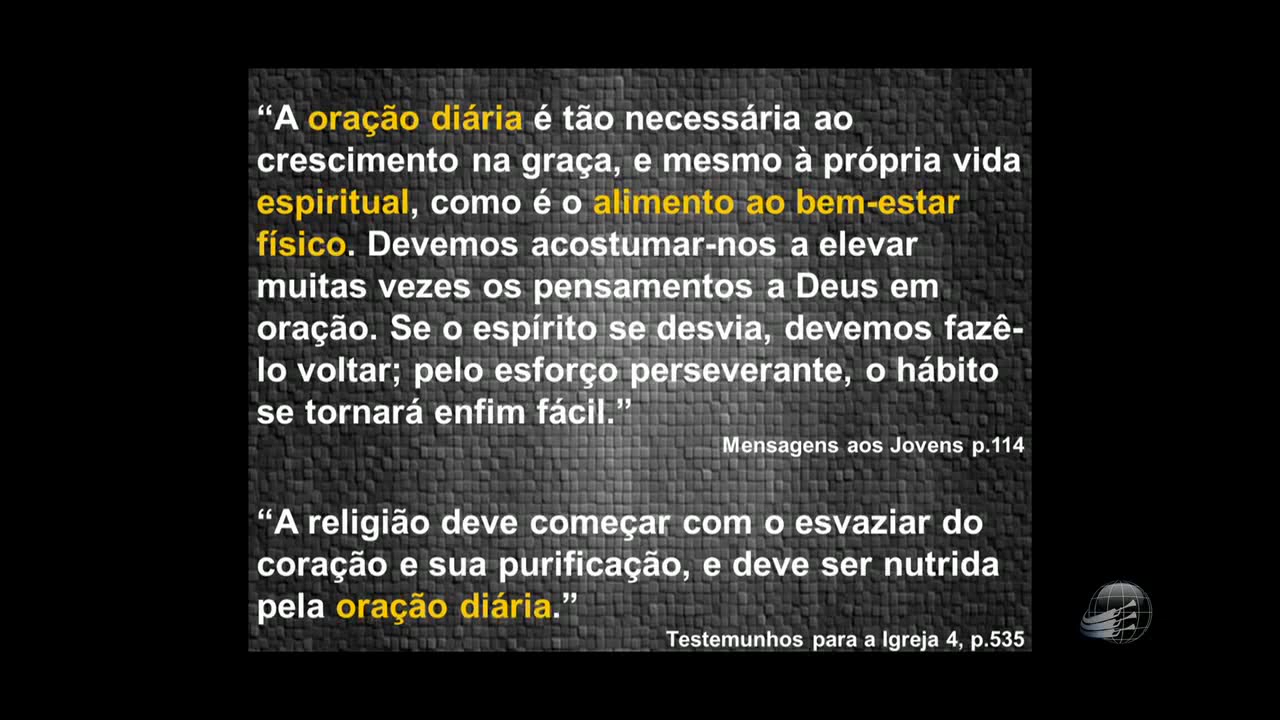 “A oração diária é tão necessária ao
crescimento na graça, e mesmo à própria vida
espiritual, como é o alimento ao bem-estar
físico. Devemos acostumar-nos a elevar
muitas vezes os pensamentos a Deus em
oração. Se o espírito se desvia, devemos fazê-
lo voltar; pelo esforço perseverante, o hábito
se tornará enfim fácil.”
Mensagens aos Jovens p.114
“A religião deve começar com o esvaziar do
coração e sua purificação, e deve ser nutrida
pela oração diária.”
Testemunhos para a Igreja 4, p.535